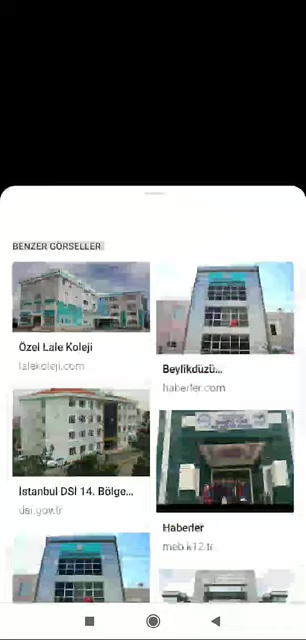 BENZER GÖRSELLER
Özel Lale Koleji
lalekoleji.com
Beylikdüzü...
haberler.com
İstanbul DSİ 14. Bölge...
dsi.gov.tr
Haberler
meb.k12.tr